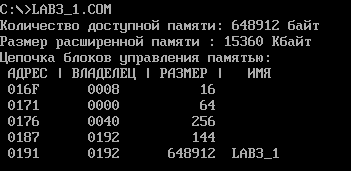 C:\>LAB3_1.COM
Количество доступной памяти: 648912 байт
Размер расширенной памяти : 15360 Кбайт
Цепочка блоков управления памятью:
АДРЕС | ВЛАДЕЛЕЦ | РАЗМЕР | ИМЯ
016F 0008 16
0171 0000 64
0176 0040 256
0187 0192 144
0191 0192 648912 LAB3_1